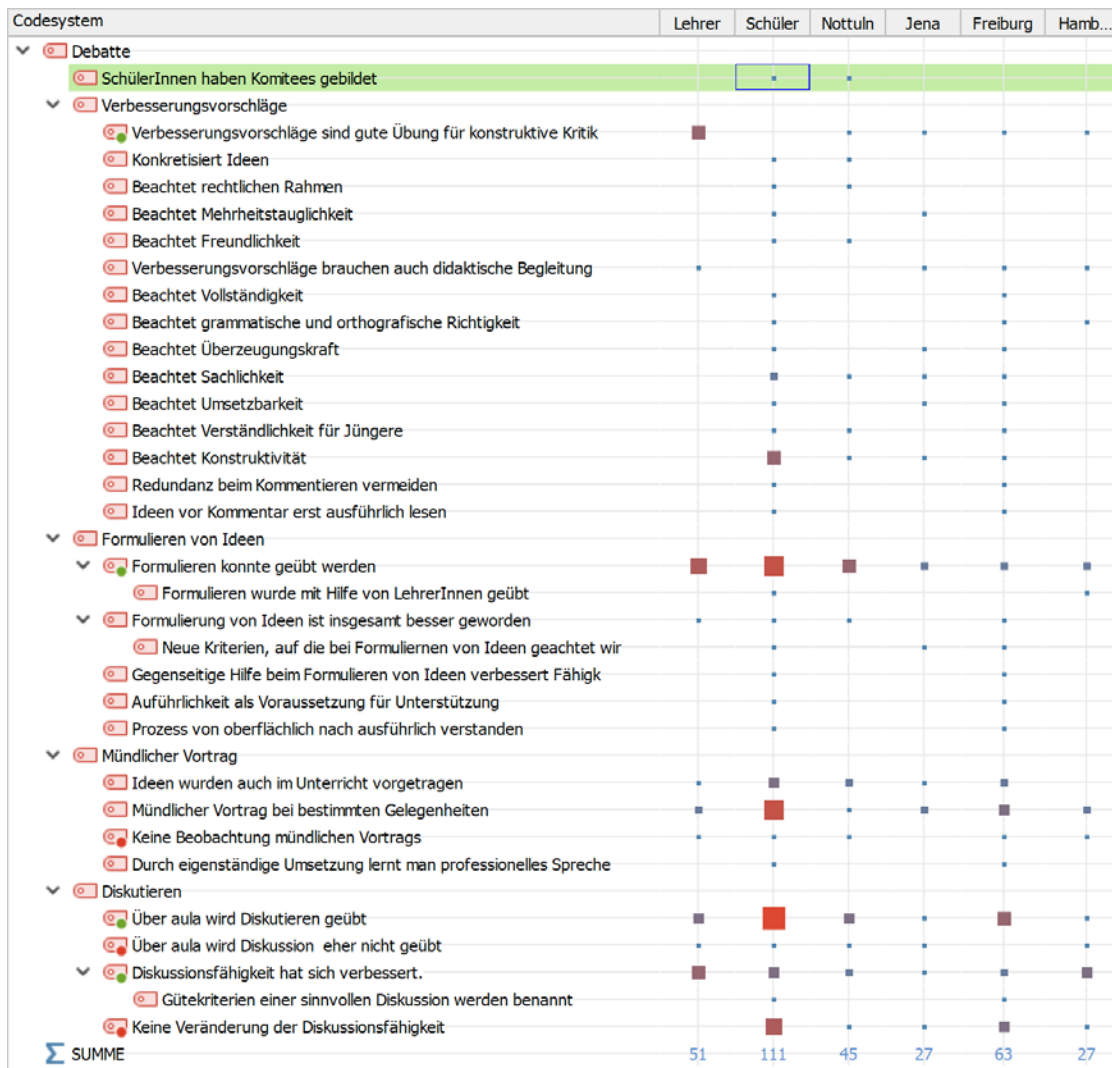 Codesystem Lehrer Schüler Nottuln Jena Freiburg Hamb...
Debatte
SchülerInnen haben Komitees gebildet
Verbesserungsvorschläge
Verbesserungsvorschläge sind gute Übung für konstruktive Kritik
Konkretisiert Ideen
Beachtet rechtlichen Rahmen
Beachtet Mehrheitstauglichkeit
Beachtet Freundlichkeit
Verbesserungsvorschläge brauchen auch didaktische Begleitung
Beachtet Vollständigkeit
Beachtet grammatische und orthografische Richtigkeit
Beachtet Überzeugungskraft
Beachtet Sachlichkeit
Beachtet Umsetzbarkeit
Beachtet Verständlichkeit für Jüngere
Beachtet Konstruktivität
Redundanz beim Kommentieren vermeiden
Ideen vor Kommentar erst ausführlich lesen
Formulieren von Ideen
Formulieren konnte geübt werden
Formulieren wurde mit Hilfe von LehrerInnen geübt
Formulierung von Ideen ist insgesamt besser geworden
Neue Kriterien, auf die bei Formuliernen von Ideen geachtet wir
Gegenseitige Hilfe beim Formulieren von Ideen verbessert Fähigk
Auführlichkeit als Voraussetzung für Unterstützung
Prozess von oberflächlich nach ausführlich verstanden
Mündlicher Vortrag
Ideen wurden auch im Unterricht vorgetragen
Mündlicher Vortrag bei bestimmten Gelegenheiten
Keine Beobachtung mündlichen Vortrags
Durch eigenständige Umsetzung lernt man professionelles Spreche
Diskutieren
Über aula wird Diskutieren geübt
Über aula wird Diskussion eher nicht geübt
Diskussionsfähigkeit hat sich verbessert.
Gütekriterien einer sinnvollen Diskussion werden benannt
Keine Veränderung der Diskussionsfähigkeit
Σ SUMME 51 111 45 27 63 27